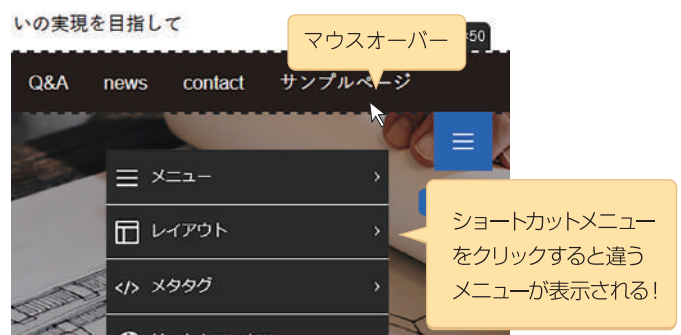 いの実現を目指して
マウスオーバー
50
Q&A news contact サンプルページ
メニュー
レイアウト
</> メタタグ
ショートカットメニュー
をクリックすると違う
メニューが表示される!